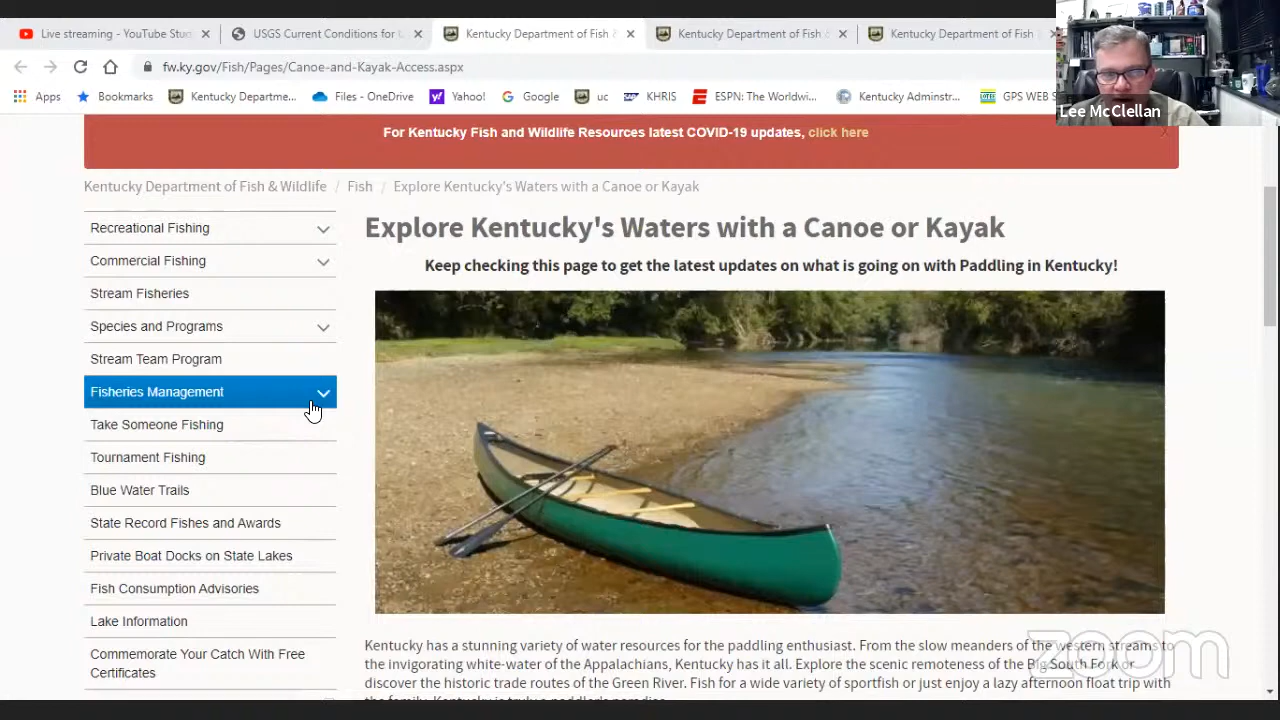 Live streaming - YouTube Stud
USGS Current Conditions for
Kentucky Department of Fish &
Kentucky Department of Fish &
Kentucky Department of Fish
fw.ky.gov/Fish/Pages/Canoe-and-Kayak-Access.aspx
Apps
Bookmarks
Kentucky Departme...
Files - OneDrive
Yahoo!
Google
uc
KHRIS
ESPN: The Worldwi...
Kentucky Adminstr...
GPS WEB S
Lee McClellan
For Kentucky Fish and Wildlife Resources latest COVID-19 updates, click here
x
Kentucky Department of Fish & Wildlife / Fish / Explore Kentucky's Waters with a Canoe or Kayak
Recreational Fishing
Commercial Fishing
Stream Fisheries
Species and Programs
Stream Team Program
Fisheries Management
Take Someone Fishing
Tournament Fishing
Blue Water Trails
State Record Fishes and Awards
Private Boat Docks on State Lakes
Fish Consumption Advisories
Lake Information
Commemorate Your Catch With Free
Certificates
Explore Kentucky's Waters with a Canoe or Kayak
Keep checking this page to get the latest updates on what is going on with Paddling in Kentucky!
Kentucky has a stunning variety of water resources for the paddling enthusiast. From the slow meanders of the western streams to
the invigorating white-water of the Appalachians, Kentucky has it all. Explore the scenic remoteness of the Big South Fork or
discover the historic trade routes of the Green River. Fish for a wide variety of sportfish or just enjoy a lazy afternoon float trip with
the family. Kentucky is truly a paddler's paradise.
zoom